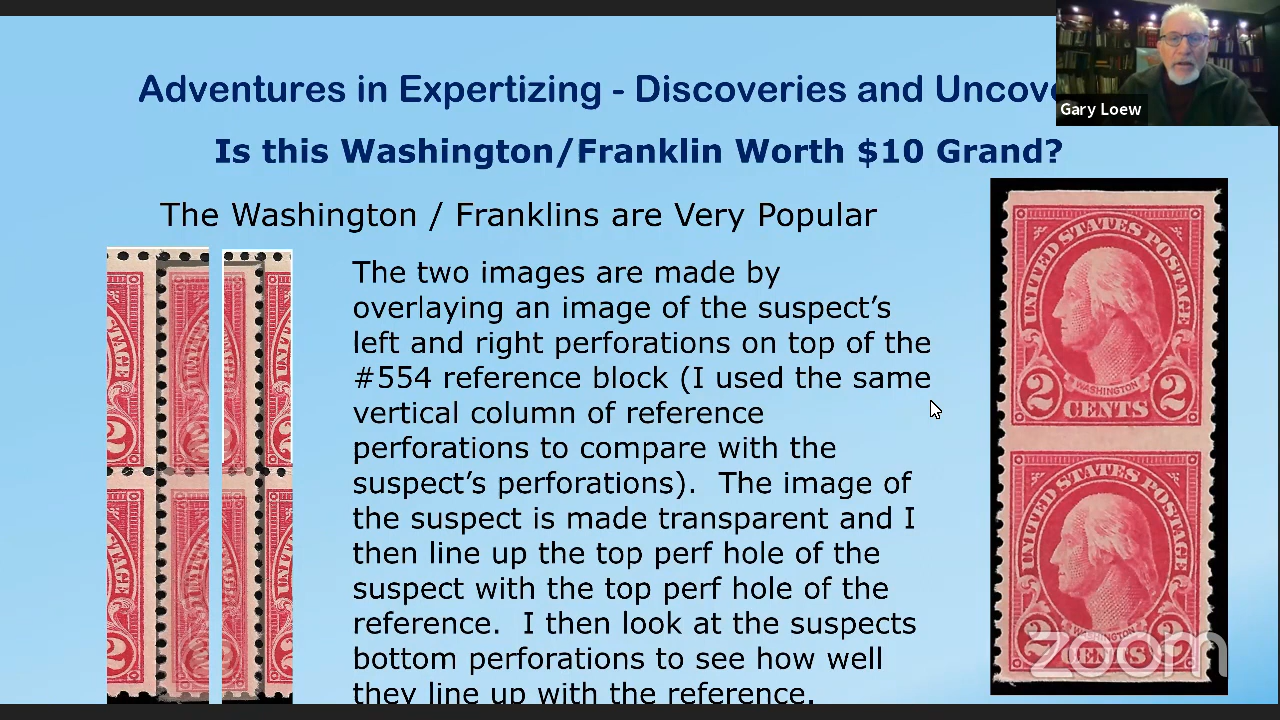 Adventures in Expertizing - Discoveries and Uncove
Gary Loew
Is this Washington/Franklin Worth $10 Grand?
The Washington / Franklins are Very Popular
The two images are made by
overlaying an image of the suspect's
left and right perforations on top of the
#554 reference block (I used the same
vertical column of reference
perforations to compare with the
suspect's perforations). The image of
the suspect is made transparent and I
then line up the top perf hole of the
suspect with the top perf hole of the
reference. I then look at the suspects
bottom perforations to see how well
they line up with the reference.
UNITED STATES POSTAGE
WASHINGTON
2 2
CENTS
UNITED STATES POSTAGE
WASHINGTON
2 2
CENTS
zoom